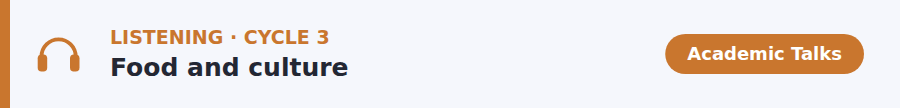 LISTENING · CYCLE 3
Food and culture
Academic Talks